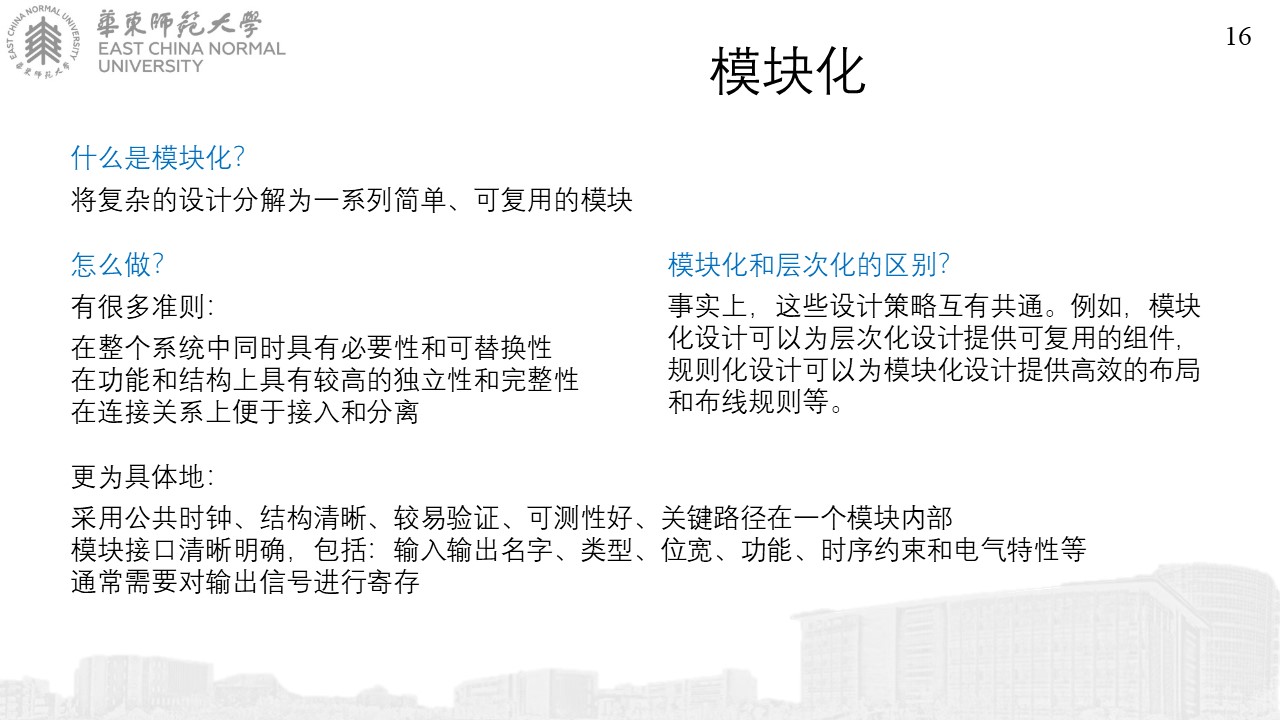 EAST CHINA NORMAL UNIVERSITY
華東师范大學
華東师范大學
EAST CHINA NORMAL
UNIVERSITY
16
模块化
什么是模块化?
将复杂的设计分解为一系列简单、可复用的模块
怎么做?
有很多准则：
在整个系统中同时具有必要性和可替换性
在功能和结构上具有较高的独立性和完整性
在连接关系上便于接入和分离
模块化和层次化的区别?
事实上，这些设计策略互有共通。例如，模块
化设计可以为层次化设计提供可复用的组件，
规则化设计可以为模块化设计提供高效的布局
和布线规则等。
更为具体地：
采用公共时钟、结构清晰、较易验证、可测性好、关键路径在一个模块内部
模块接口清晰明确，包括：输入输出名字、类型、位宽、功能、时序约束和电气特性等
通常需要对输出信号进行寄存